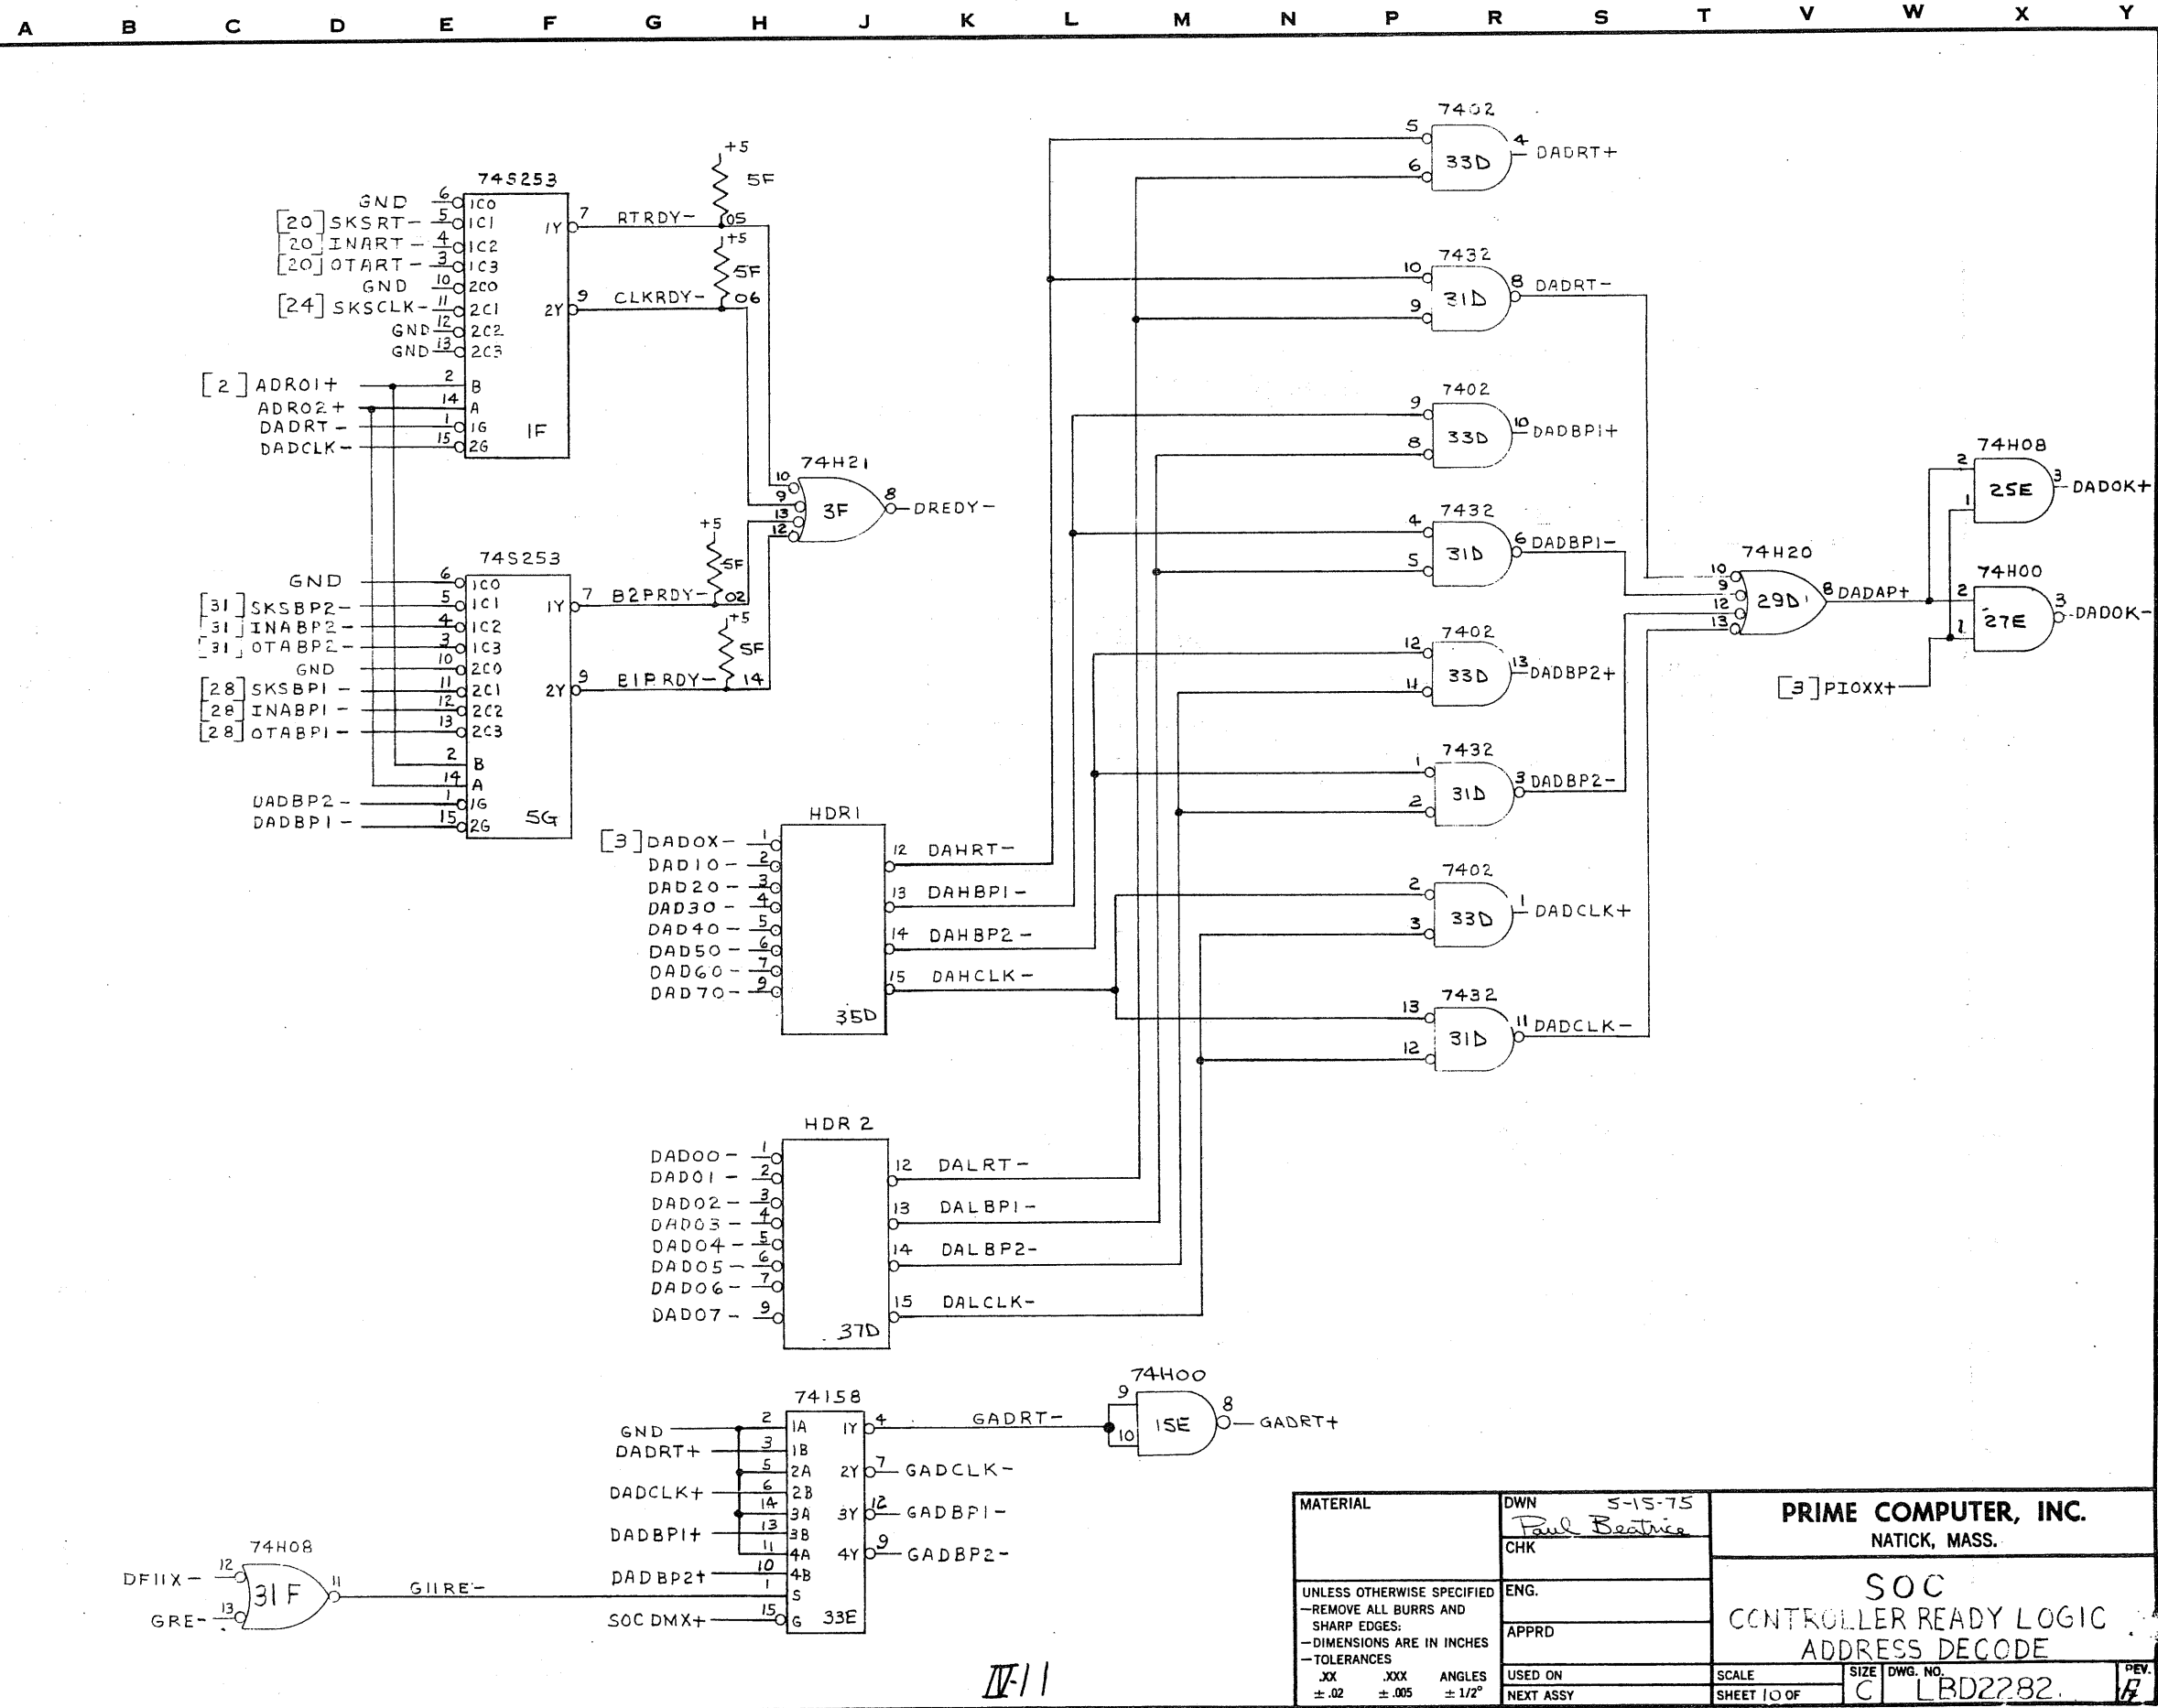 A B C D E F G H J K L M N P R S T V W X Y
74S253
GND 6 1C0
[20] SKSRT- 5 1C1
[20] INART- 4 1C2
[20] OTART- 3 1C3
GND 10 2C0
[24] SKSCLK- 11 2C1
GND 12 2C2
GND 13 2C3
[2] ADR01+ 2 B
ADR02+ 14 A
DADRT- 1 1G
DADCLK- 15 2G
1F
1Y 7 RTRDY- 05
+5 5F
2Y 9 CLKRDY- 06
+5 5F
74S253
GND 6 1C0
[31] SKSBP2- 5 1C1
[31] INABP2- 4 1C2
[31] OTABP2- 3 1C3
GND 10 2C0
[28] SKSBP1- 11 2C1
[28] INABP1- 12 2C2
[28] OTABP1- 13 2C3
2 B
14 A
DADBP2- 1 1G
DADBP1- 15 2G
5G
1Y 7 B2PRDY- 02
+5 5F
2Y 9 B1PRDY- 14
+5 5F
74H21
10 9 13 12 3F 8 DREDY-
HDR1
[3] DAD0X- 1
DAD10- 2
DAD20- 3
DAD30- 4
DAD40- 5
DAD50- 6
DAD60- 7
DAD70- 9
35D
12 DAHRT-
13 DAHBP1-
14 DAHBP2-
15 DAHCLK-
HDR 2
DAD00- 1
DAD01- 2
DAD02- 3
DAD03- 4
DAD04- 5
DAD05- 6
DAD06- 7
DAD07- 9
37D
12 DALRT-
13 DALBP1-
14 DALBP2-
15 DALCLK-
7402
5 6 33D 4 DADRT+
7432
10 9 31D 8 DADRT-
7402
9 8 33D 10 DADBP1+
7432
4 5 31D 6 DADBP1-
7402
12 11 33D 13 DADBP2+
7432
1 2 31D 3 DADBP2-
7402
2 3 33D 1 DADCLK+
7432
13 12 31D 11 DADCLK-
74H20
10 9 12 13 29D 8 DADAP+
74H08
2 1 25E 3 DADOK+
74H00
2 1 27E 3 DADOK-
[3] PIOXX+
74158
GND 2 1A
DADRT+ 3 1B
5 2A
DADCLK+ 6 2B
14 3A
DADBP1+ 13 3B
11 4A
DADBP2+ 10 4B
1 S
SOCDMX+ 15 G
33E
1Y 4 GADRT-
2Y 7 GADCLK-
3Y 12 GADBP1-
4Y 9 GADBP2-
74H00
9 10 15E 8 GADRT+
74H08
DF11X- 12
GRE- 13
31F 11 G11RE-
IV-11
MATERIAL
UNLESS OTHERWISE SPECIFIED
—REMOVE ALL BURRS AND
SHARP EDGES:
—DIMENSIONS ARE IN INCHES
—TOLERANCES
.XX .XXX ANGLES
±.02 ±.005 ±1/2°
DWN 5-15-75
Paul Beatrice
CHK
ENG.
APPRD
USED ON
NEXT ASSY
PRIME COMPUTER, INC.
NATICK, MASS.
SOC
CONTROLLER READY LOGIC
ADDRESS DECODE
SCALE
SHEET 10 OF
SIZE C
DWG. NO. LBD2282
REV. A